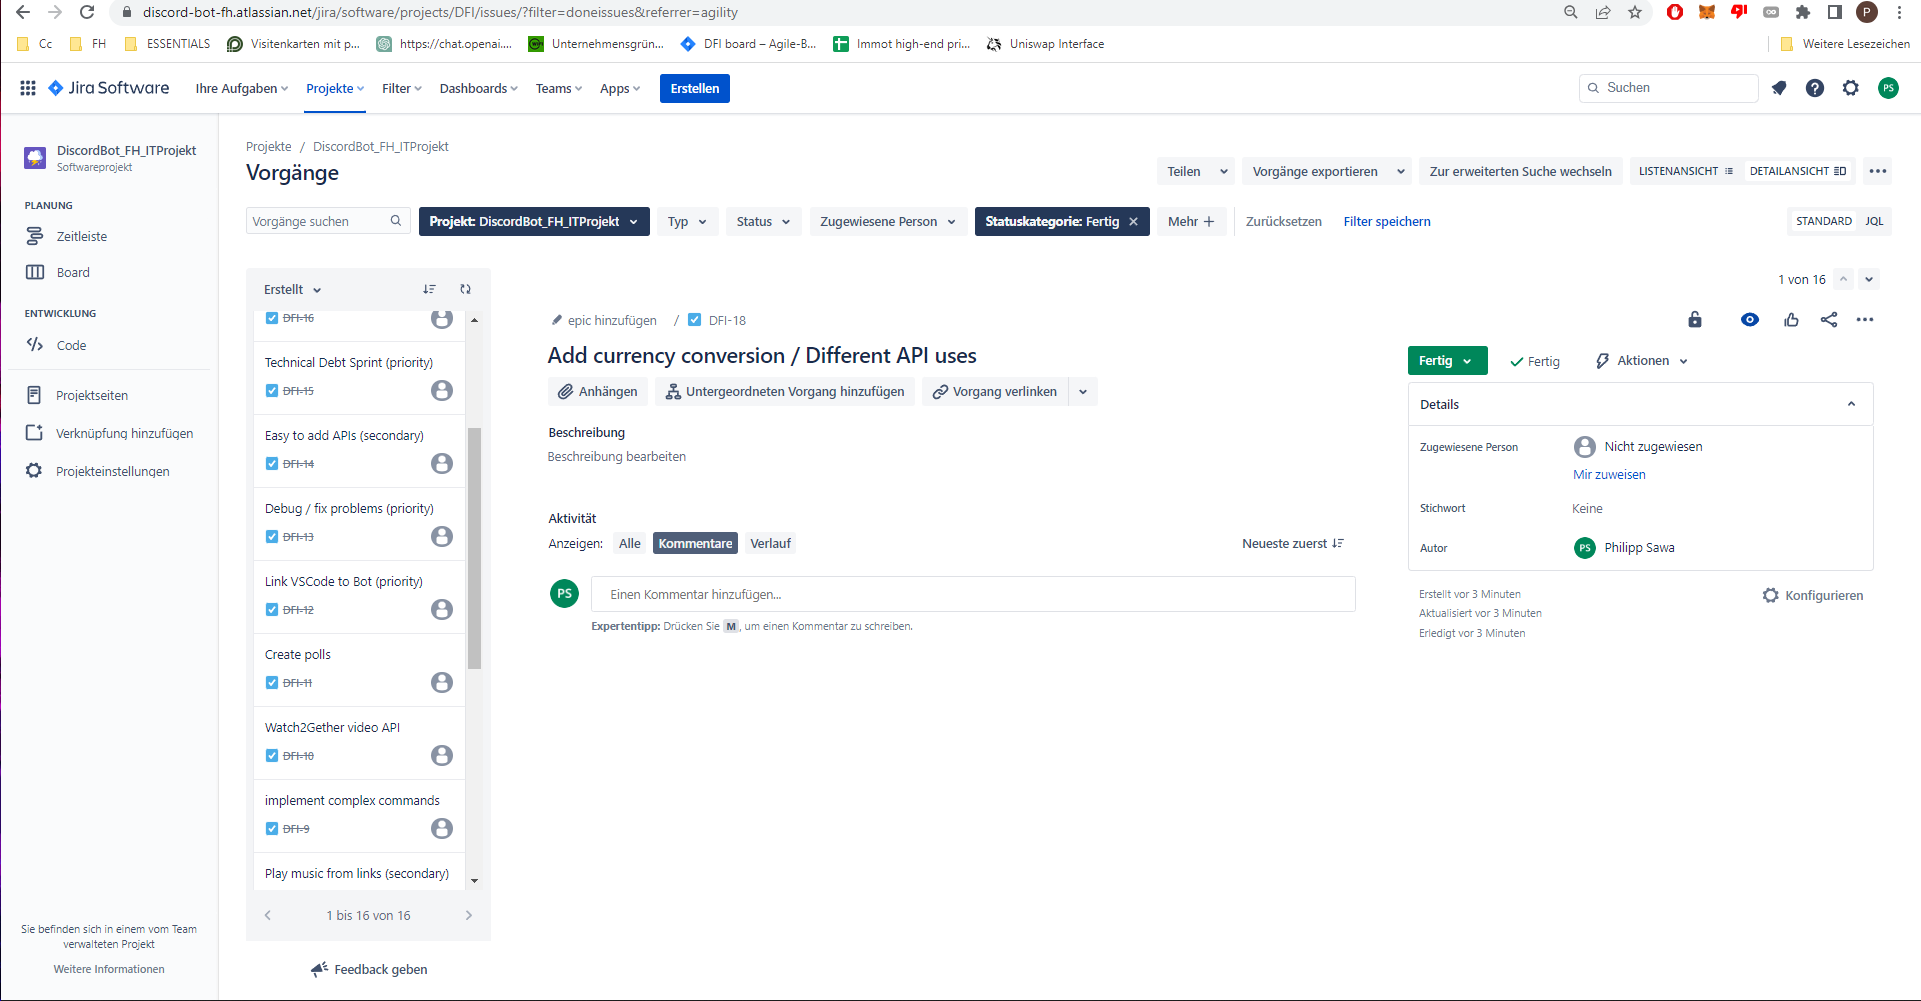 discord-bot-fh.atlassian.net/jira/software/projects/DFI/issues/?filter=doneissues&referrer=agility
P
Cc
FH
ESSENTIALS
Visitenkarten mit p...
https://chat.openai....
Unternehmensgrün...
DFI board – Agile-B...
Immot high-end pri...
Uniswap Interface
Weitere Lesezeichen
Jira Software
Ihre Aufgaben
Projekte
Filter
Dashboards
Teams
Apps
Erstellen
Suchen
PS
DiscordBot_FH_ITProjekt
Softwareprojekt
PLANUNG
Zeitleiste
Board
ENTWICKLUNG
Code
Projektseiten
Verknüpfung hinzufügen
Projekteinstellungen
Sie befinden sich in einem vom Team
verwalteten Projekt
Weitere Informationen
Projekte / DiscordBot_FH_ITProjekt
Vorgänge
Teilen
Vorgänge exportieren
Zur erweiterten Suche wechseln
LISTENANSICHT
DETAILANSICHT
Vorgänge suchen
Projekt: DiscordBot_FH_ITProjekt
Typ
Status
Zugewiesene Person
Statuskategorie: Fertig
Mehr
Zurücksetzen
Filter speichern
STANDARD
JQL
Erstellt
DFI-16
Technical Debt Sprint (priority)
DFI-15
Easy to add APIs (secondary)
DFI-14
Debug / fix problems (priority)
DFI-13
Link VSCode to Bot (priority)
DFI-12
Create polls
DFI-11
Watch2Gether video API
DFI-10
implement complex commands
DFI-9
Play music from links (secondary)
1 bis 16 von 16
Feedback geben
1 von 16
epic hinzufügen / DFI-18
Add currency conversion / Different API uses
Anhängen
Untergeordneten Vorgang hinzufügen
Vorgang verlinken
Beschreibung
Beschreibung bearbeiten
Aktivität
Anzeigen:
Alle
Kommentare
Verlauf
Neueste zuerst
PS
Einen Kommentar hinzufügen...
Expertentipp: Drücken Sie M, um einen Kommentar zu schreiben.
Fertig
Fertig
Aktionen
Details
Zugewiesene Person
Nicht zugewiesen
Mir zuweisen
Stichwort
Keine
Autor
PS
Philipp Sawa
Erstellt vor 3 Minuten
Aktualisiert vor 3 Minuten
Erledigt vor 3 Minuten
Konfigurieren